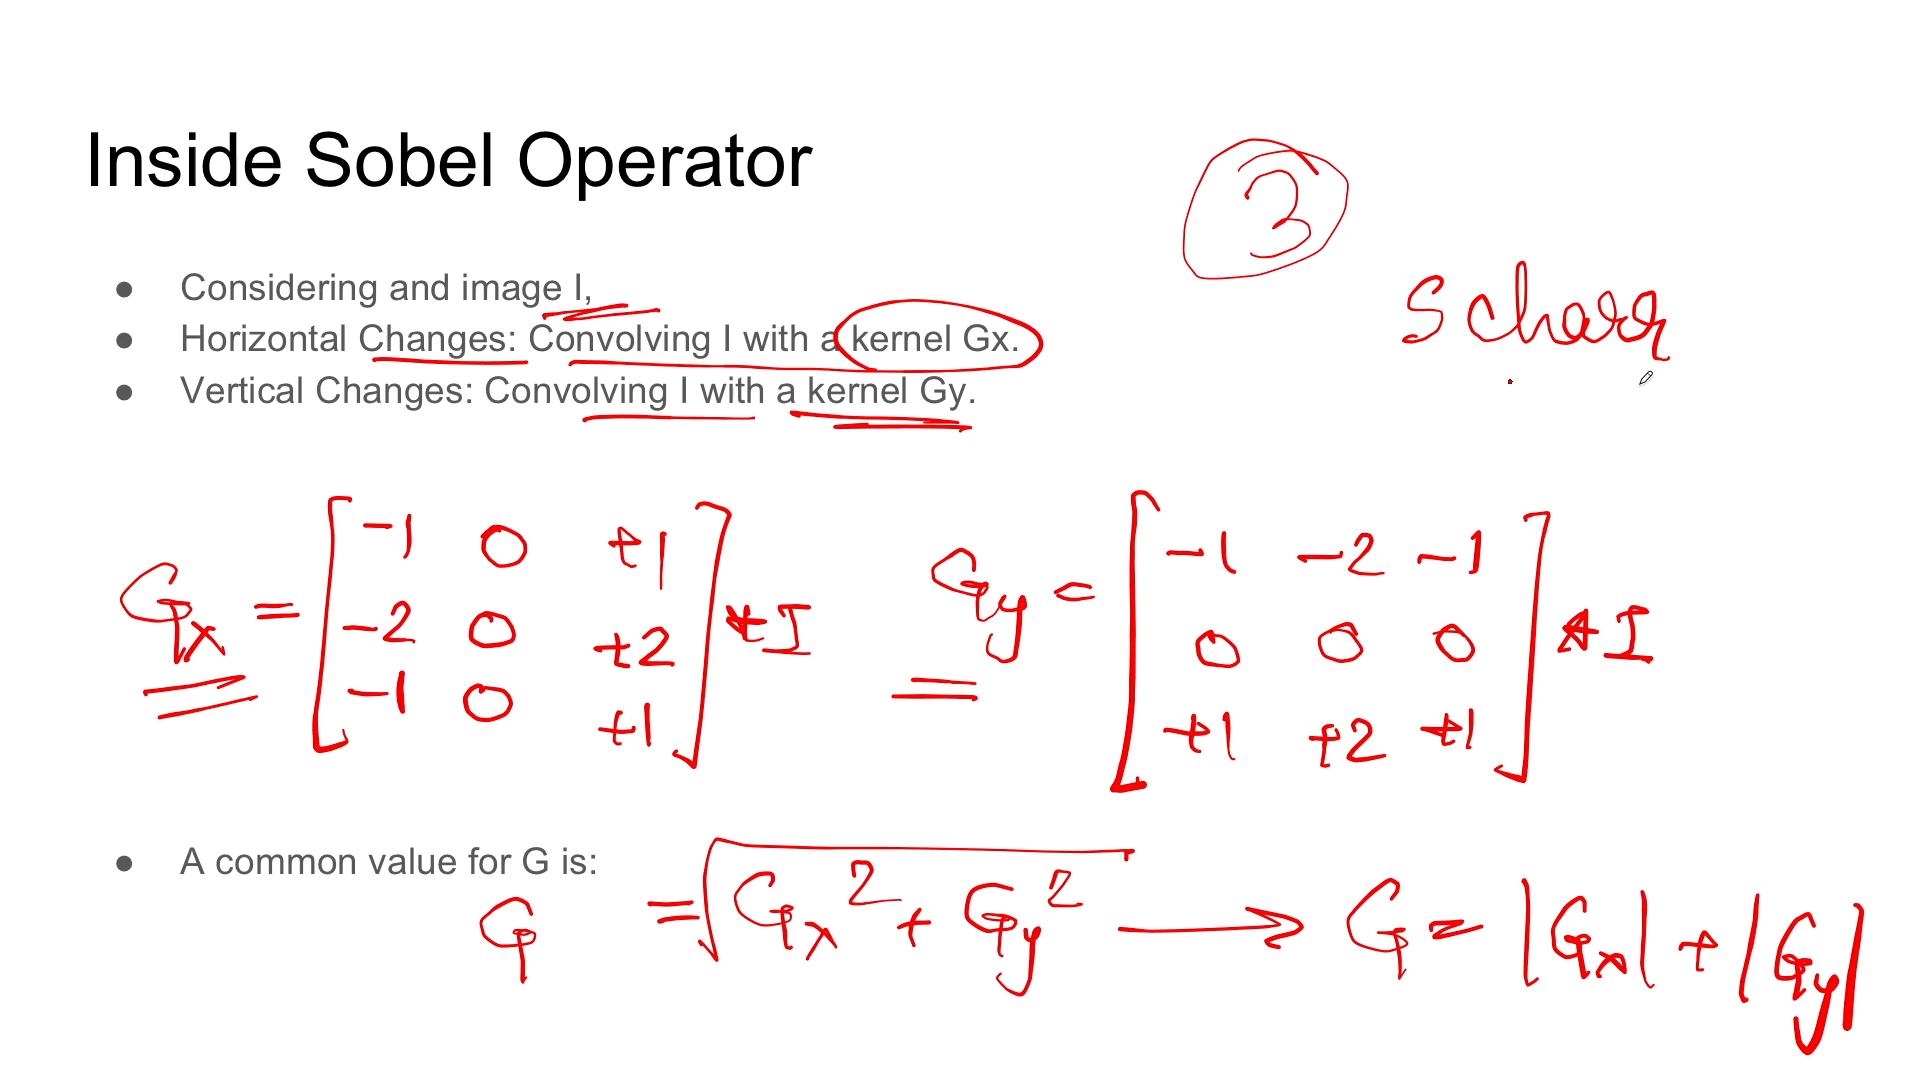 Inside Sobel Operator
3
Scharr
● Considering and image I,
● Horizontal Changes: Convolving I with a kernel Gx.
● Vertical Changes: Convolving I with a kernel Gy.
Gx = [ -1 0 +1
-2 0 +2
-1 0 +1 ] * I
Gy = [ -1 -2 -1
0 0 0
+1 +2 +1 ] * I
● A common value for G is:
G = √(Gx² + Gy²) → G = |Gx| + |Gy|